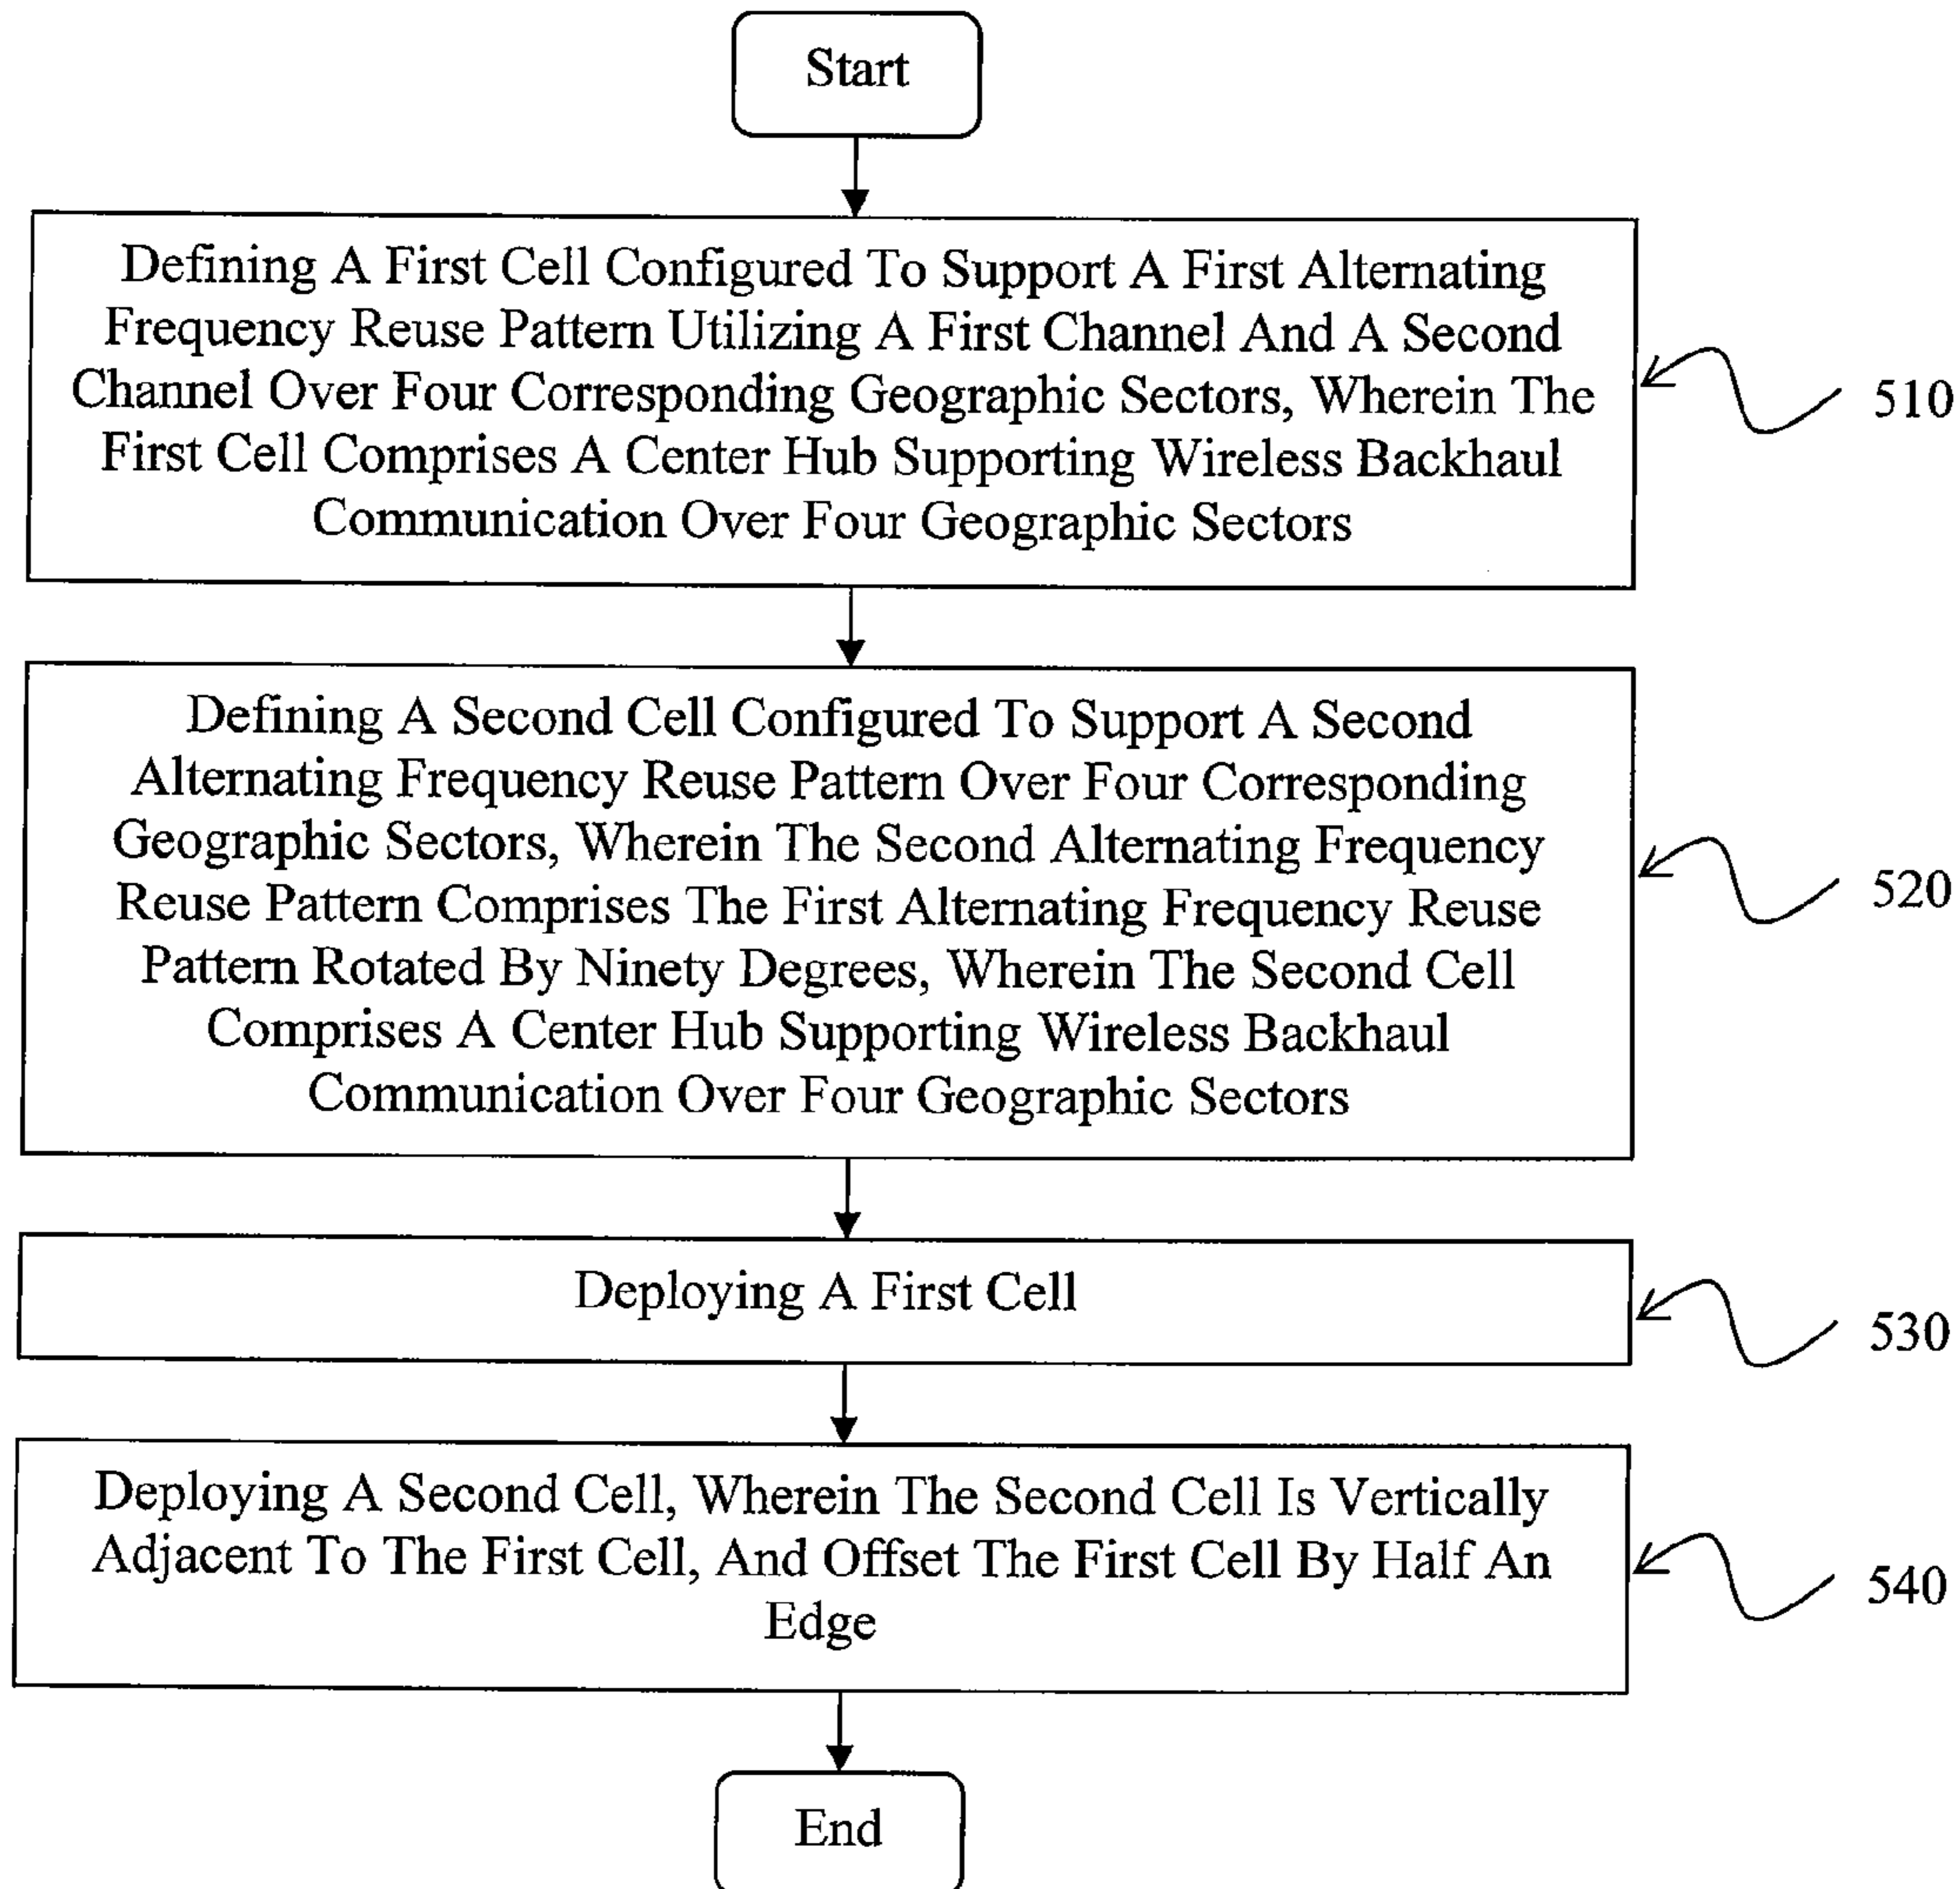 Start
Defining A First Cell Configured To Support A First Alternating
Frequency Reuse Pattern Utilizing A First Channel And A Second
Channel Over Four Corresponding Geographic Sectors, Wherein The
First Cell Comprises A Center Hub Supporting Wireless Backhaul
Communication Over Four Geographic Sectors
510
Defining A Second Cell Configured To Support A Second
Alternating Frequency Reuse Pattern Over Four Corresponding
Geographic Sectors, Wherein The Second Alternating Frequency
Reuse Pattern Comprises The First Alternating Frequency Reuse
Pattern Rotated By Ninety Degrees, Wherein The Second Cell
Comprises A Center Hub Supporting Wireless Backhaul
Communication Over Four Geographic Sectors
520
Deploying A First Cell
530
Deploying A Second Cell, Wherein The Second Cell Is Vertically
Adjacent To The First Cell, And Offset The First Cell By Half An
Edge
540
End